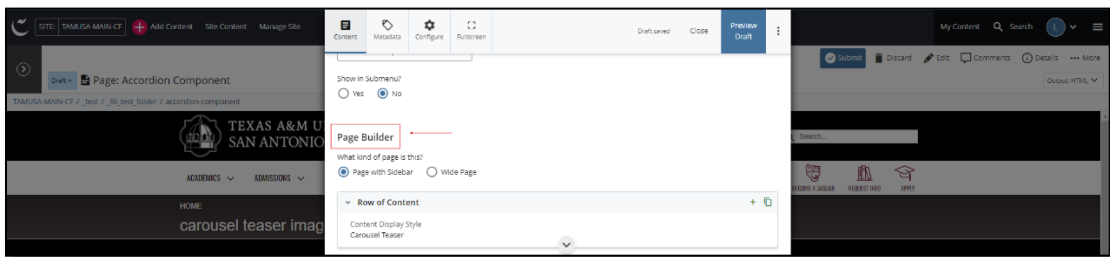 SITE: TAMUSA-MAIN-CF Add Content Site Content Manage Site
Content Metadata Configure Fullscreen Draft saved Close Preview Draft
My Content Search L
Submit Discard Edit Comments Details More
Draft Page: Accordion Component
Output: HTML
TAMUSA-MAIN-CF / _test / _lili_test_folder / accordion-component
Show in Submenu?
Yes No
TEXAS A&M U
SAN ANTONIO
Search...
Page Builder
What kind of page is this?
Page with Sidebar Wide Page
ACADEMICS ADMISSIONS
BECOME A JAGUAR REQUEST INFO APPLY
Row of Content
HOME
carousel teaser imag
Content Display Style
Carousel Teaser